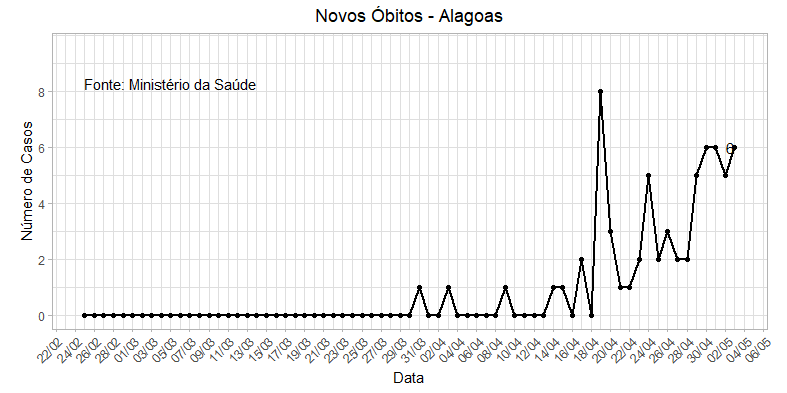 Novos Óbitos - Alagoas
Fonte: Ministério da Saúde
Número de Casos
8
6
4
2
0
6
22/02 24/02 26/02 28/02 01/03 03/03 05/03 07/03 09/03 11/03 13/03 15/03 17/03 19/03 21/03 23/03 25/03 27/03 29/03 31/03 02/04 04/04 06/04 08/04 10/04 12/04 14/04 16/04 18/04 20/04 22/04 24/04 26/04 28/04 30/04 02/05 04/05 06/05
Data